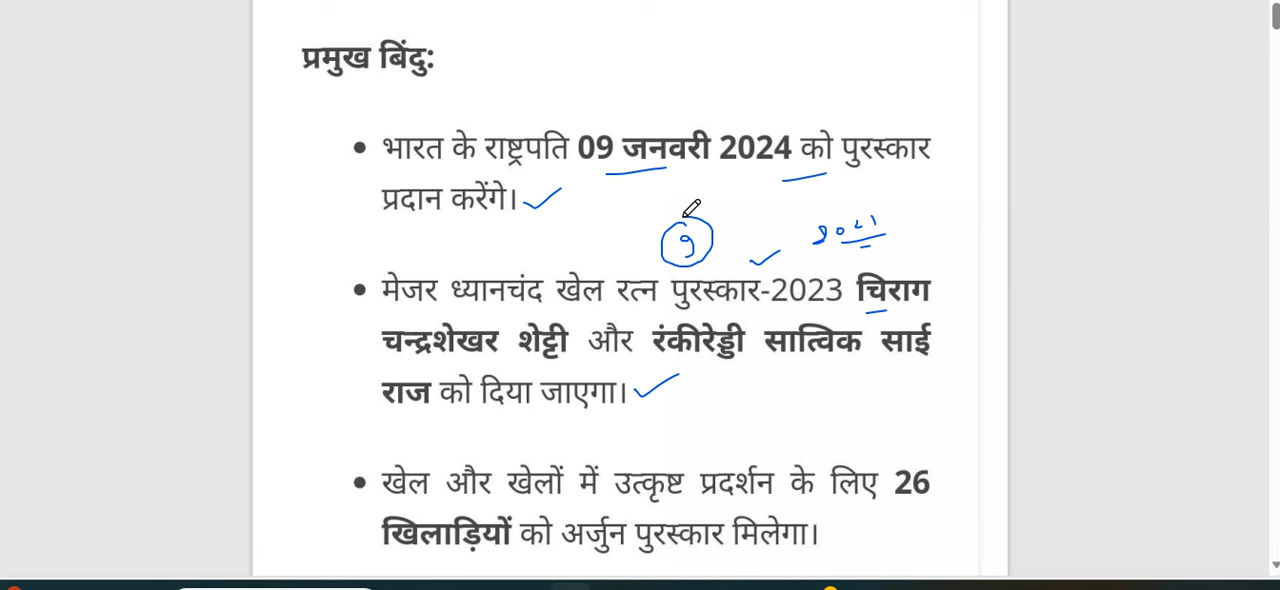 प्रमुख बिंदु:
• भारत के राष्ट्रपति 09 जनवरी 2024 को पुरस्कार
प्रदान करेंगे।
9 2021
• मेजर ध्यानचंद खेल रत्न पुरस्कार-2023 चिराग
चन्द्रशेखर शेट्टी और रंकीरेड्डी सात्विक साई
राज को दिया जाएगा।
• खेल और खेलों में उत्कृष्ट प्रदर्शन के लिए 26
खिलाड़ियों को अर्जुन पुरस्कार मिलेगा।